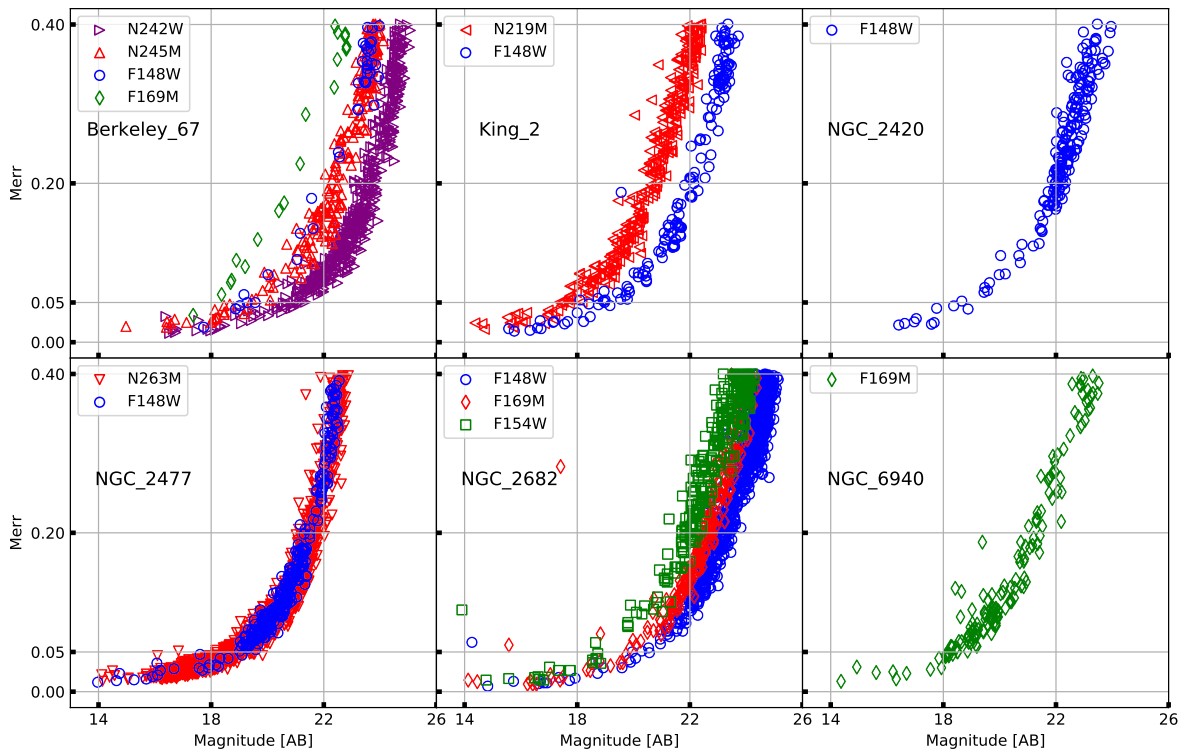 0.40
0.20
0.05
0.00
Merr
N242W
N245M
F148W
F169M
Berkeley_67
N219M
F148W
King_2
F148W
NGC_2420
0.40
0.20
0.05
0.00
Merr
N263M
F148W
NGC_2477
F148W
F169M
F154W
NGC_2682
F169M
NGC_6940
14 18 22 26
14 18 22 26
14 18 22 26
Magnitude [AB]
Magnitude [AB]
Magnitude [AB]